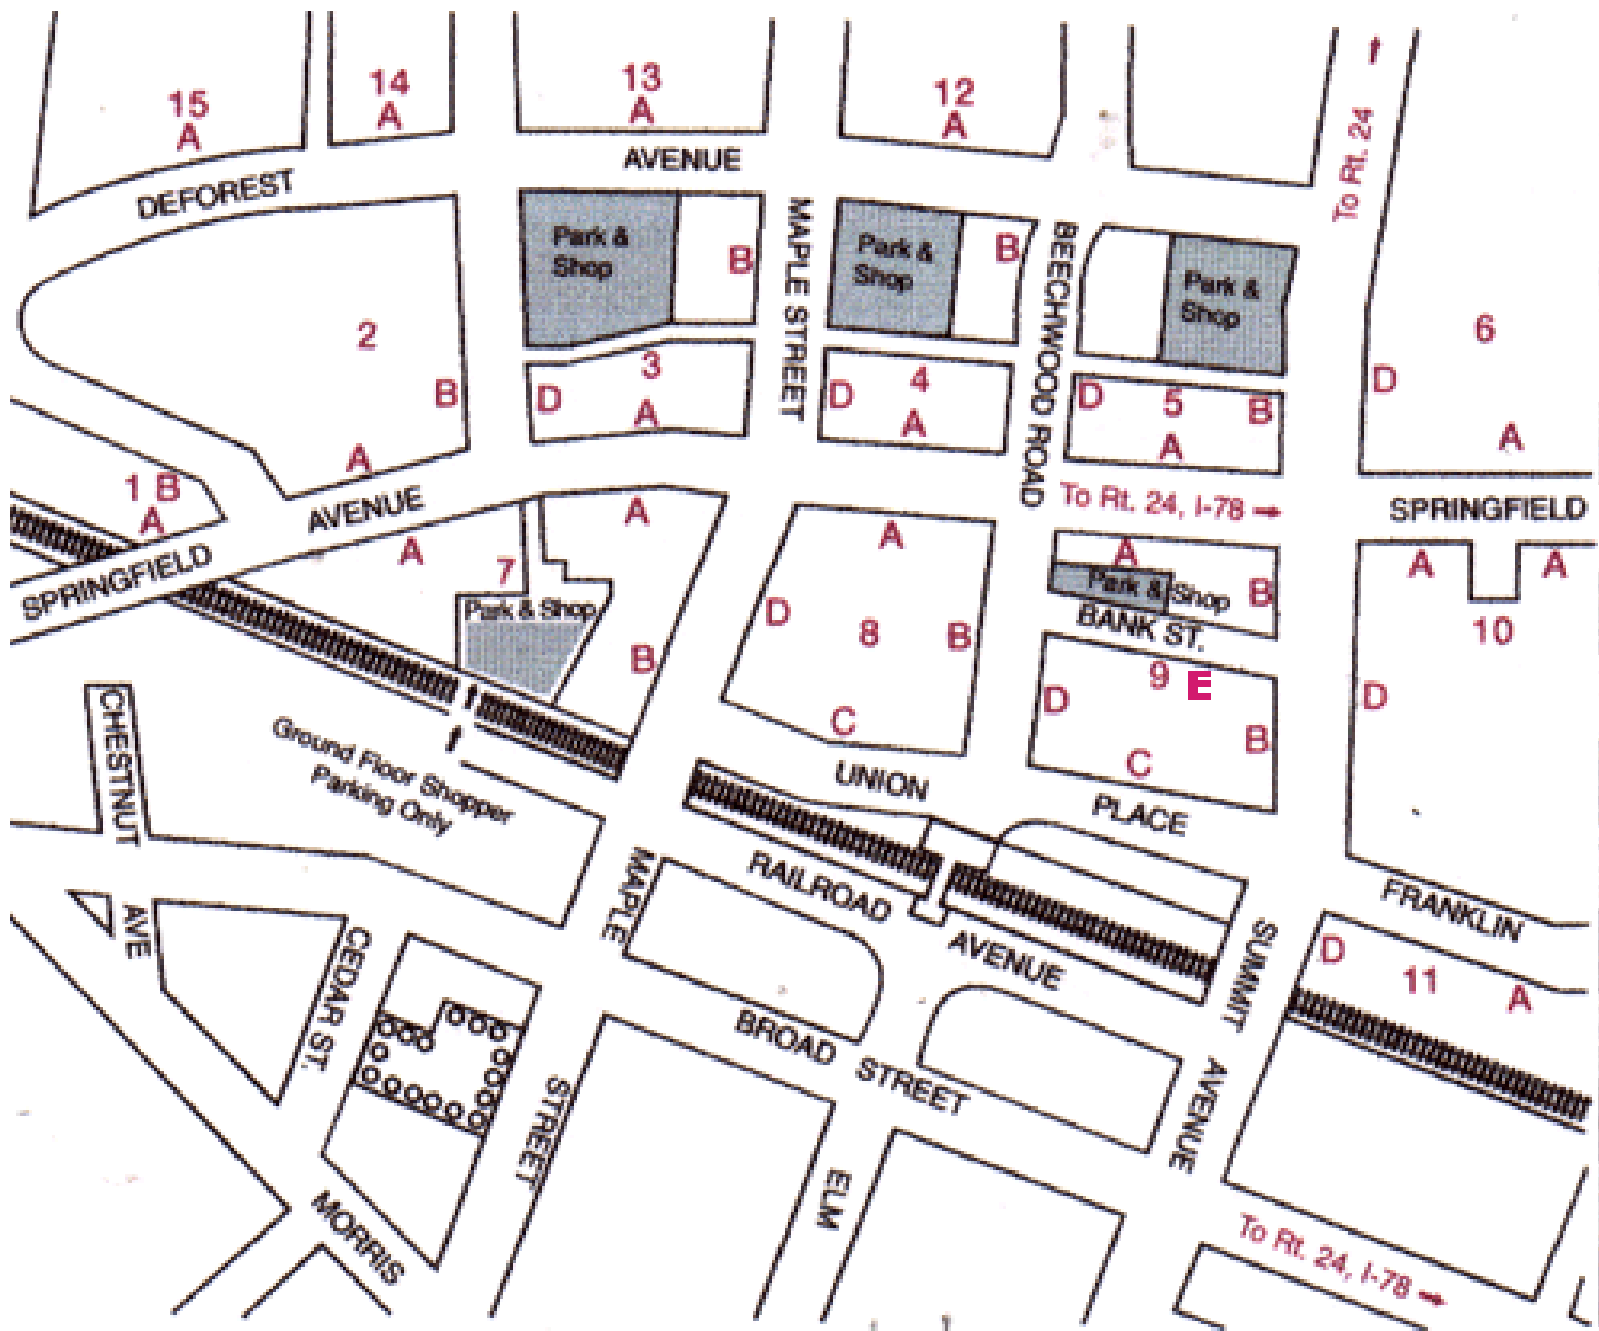 15
A
14
A
13
A
12
A
To Rt. 24
DEFOREST
AVENUE
Park &
Shop
B
MAPLE STREET
Park &
Shop
B
BEECHWOOD ROAD
Park &
Shop
2
B
A
3
D
A
4
D
A
5
D
B
A
6
D
A
1 B
A
SPRINGFIELD
AVENUE
To Rt. 24, I-78
SPRINGFIELD
A
7
Park & Shop
A
B
A
D
8
B
C
A
Park & Shop
B
BANK ST.
9 E
D
B
C
A
A
10
D
CHESTNUT
AVE
Ground Floor Shopper
Parking Only
UNION
PLACE
RAILROAD
AVENUE
FRANKLIN
D
11
A
MAPLE
STREET
CEDAR ST.
BROAD
STREET
SUMMIT
AVENUE
ELM
MORRIS
To Rt. 24, I-78